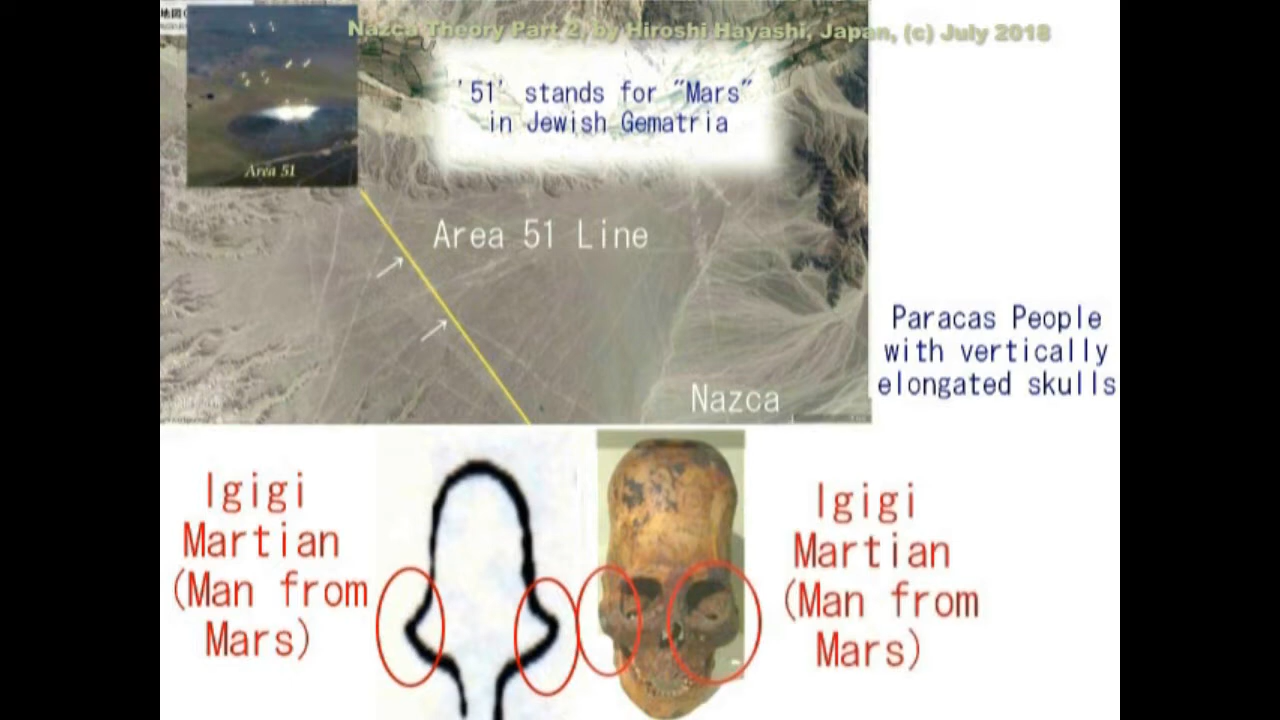 地図
Nazca Theory Part 2, by Hiroshi Hayashi, Japan, (c) July 2018
'51' stands for "Mars"
in Jewish Gematria
Area 51
Area 51 Line
Paracas People
with vertically
elongated skulls
Nazca
Igigi
Martian
(Man from
Mars)
Igigi
Martian
(Man from
Mars)